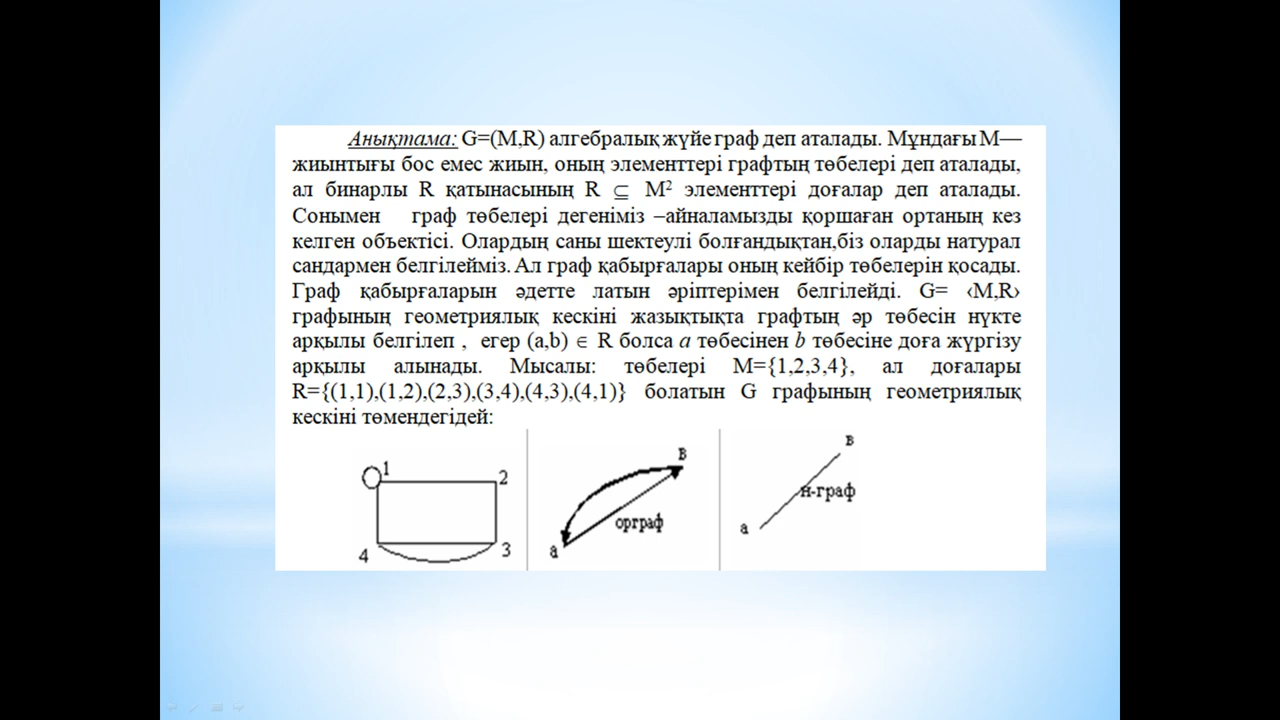 Анықтама: G=(M,R) алгебралық жүйе граф деп аталады. Мұндағы M—
жиынтығы бос емес жиын, оның элементтері графтың төбелері деп аталады,
ал бинарлы R қатынасының R ⊆ M² элементтері доғалар деп аталады.
Сонымен граф төбелері дегеніміз –айналамызды қоршаған ортаның кез
келген объектісі. Олардың саны шектеулі болғандықтан,біз оларды натурал
сандармен белгілейміз. Ал граф қабырғалары оның кейбір төбелерін қосады.
Граф қабырғаларын әдетте латын әріптерімен белгілейді. G= ‹M,R›
графының геометриялық кескіні жазықтықта графтың әр төбесін нүкте
арқылы белгілеп , егер (a,b) ∈ R болса a төбесінен b төбесіне доға жүргізу
арқылы алынады. Мысалы: төбелері M={1,2,3,4}, ал доғалары
R={(1,1),(1,2),(2,3),(3,4),(4,3),(4,1)} болатын G графының геометриялық
кескіні төмендегідей:
1
2
4
3
в
орграф
а
в
н-граф
а